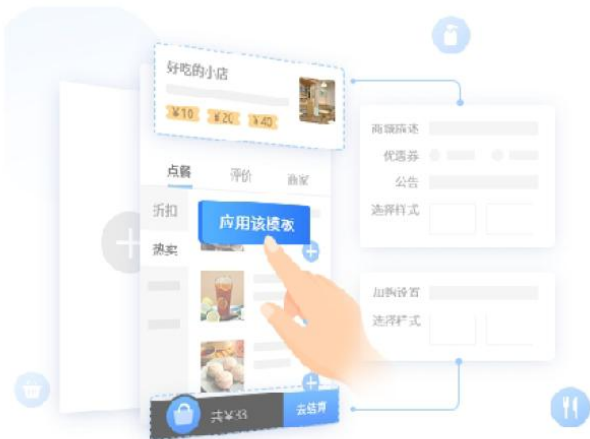 好吃的小店
¥10 ¥20 ¥40
点餐 评价 商家
折扣
应用该模板
热卖
共¥33
去结算
商铺描述
优惠券
公告
选择样式
加购设置
选择样式